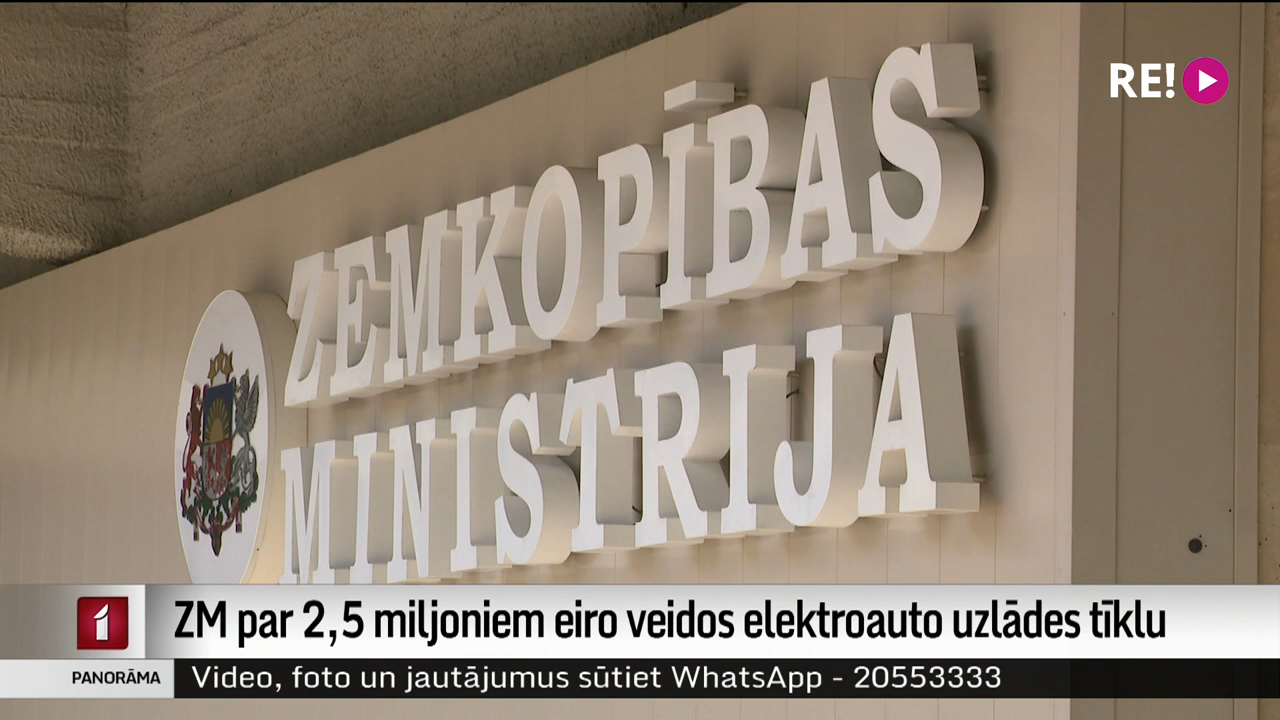 RE!
ZEMKOPĪBAS
MINISTRIJA
1
ZM par 2,5 miljoniem eiro veidos elektroauto uzlādes tīklu
PANORĀMA
Video, foto un jautājumus sūtiet WhatsApp - 20553333